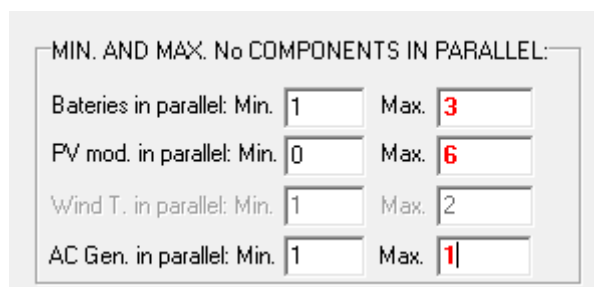 MIN. AND MAX. No COMPONENTS IN PARALLEL:
Bateries in parallel: Min. 1 Max. 3
PV mod. in parallel: Min. 0 Max. 6
Wind T. in parallel: Min. 1 Max. 2
AC Gen. in parallel: Min. 1 Max. 1